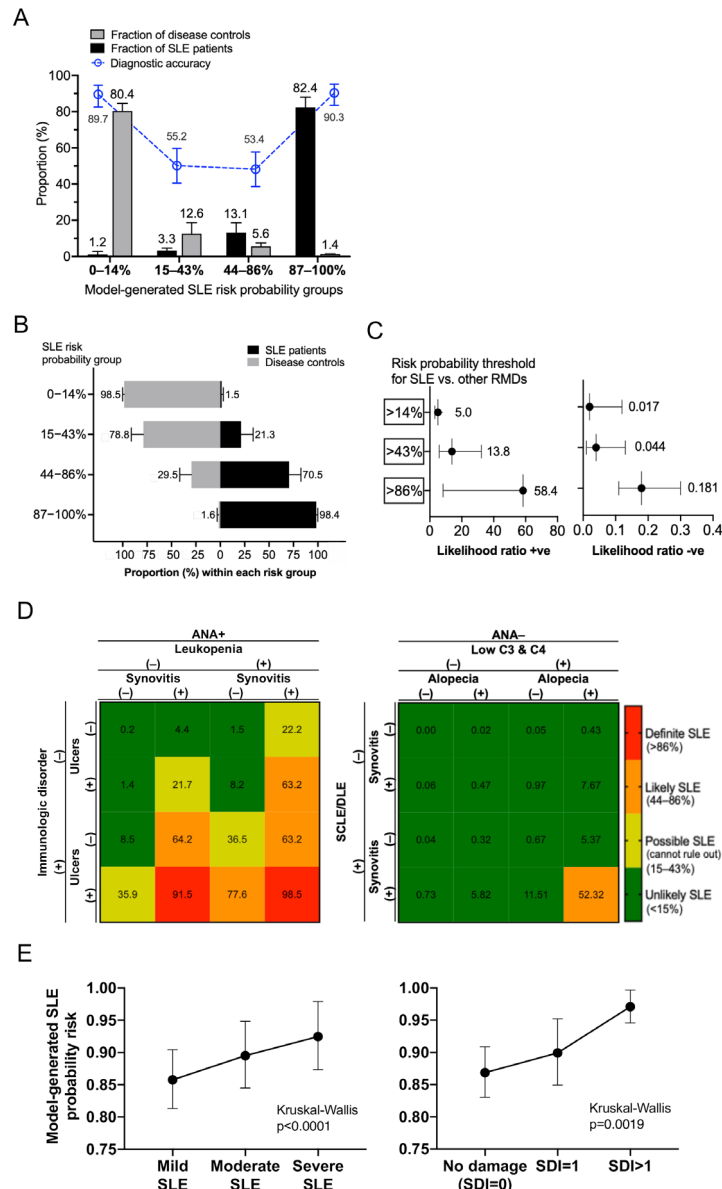 A
Fraction of disease controls
Fraction of SLE patients
Diagnostic accuracy
Proportion (%)
100
80
60
40
20
0
89.7
80.4
55.2
53.4
82.4
90.3
1.2
3.3
12.6
13.1
5.6
1.4
0–14% 15–43% 44–86% 87–100%
Model-generated SLE risk probability groups
B
SLE risk
probability group
SLE patients
Disease controls
0–14% 98.5 1.5
15–43% 78.8 21.3
44–86% 29.5 70.5
87–100% 1.6 98.4
100 75 50 25 0 25 50 75 100
Proportion (%) within each risk group
C
Risk probability threshold
for SLE vs. other RMDs
>14% 5.0 0.017
>43% 13.8 0.044
>86% 58.4 0.181
0 20 40 60 80
Likelihood ratio +ve
0.0 0.1 0.2 0.3 0.4
Likelihood ratio -ve
D
ANA+
Leukopenia
(–) (+)
Synovitis Synovitis
(–) (+) (–) (+)
Immunologic disorder
(–) (+)
Ulcers Ulcers
(–) (+) (–) (+)
0.2 4.4 1.5 22.2
1.4 21.7 8.2 63.2
8.5 64.2 36.5 63.2
35.9 91.5 77.6 98.5
ANA–
Low C3 & C4
(–) (+)
Alopecia Alopecia
(–) (+) (–) (+)
SCLE/DLE
(–) (+)
Synovitis Synovitis
(–) (+) (–) (+)
0.00 0.02 0.05 0.43
0.06 0.47 0.97 7.67
0.04 0.32 0.67 5.37
0.73 5.82 11.51 52.32
Definite SLE
(>86%)
Likely SLE
(44–86%)
Possible SLE
(cannot rule out)
(15–43%)
Unlikely SLE
(<15%)
E
Model-generated SLE
probability risk
1.00
0.95
0.90
0.85
0.80
0.75
Kruskal-Wallis
p<0.0001
Mild Moderate Severe
SLE SLE SLE
1.00
0.95
0.90
0.85
0.80
0.75
Kruskal-Wallis
p=0.0019
No damage SDI=1 SDI>1
(SDI=0)